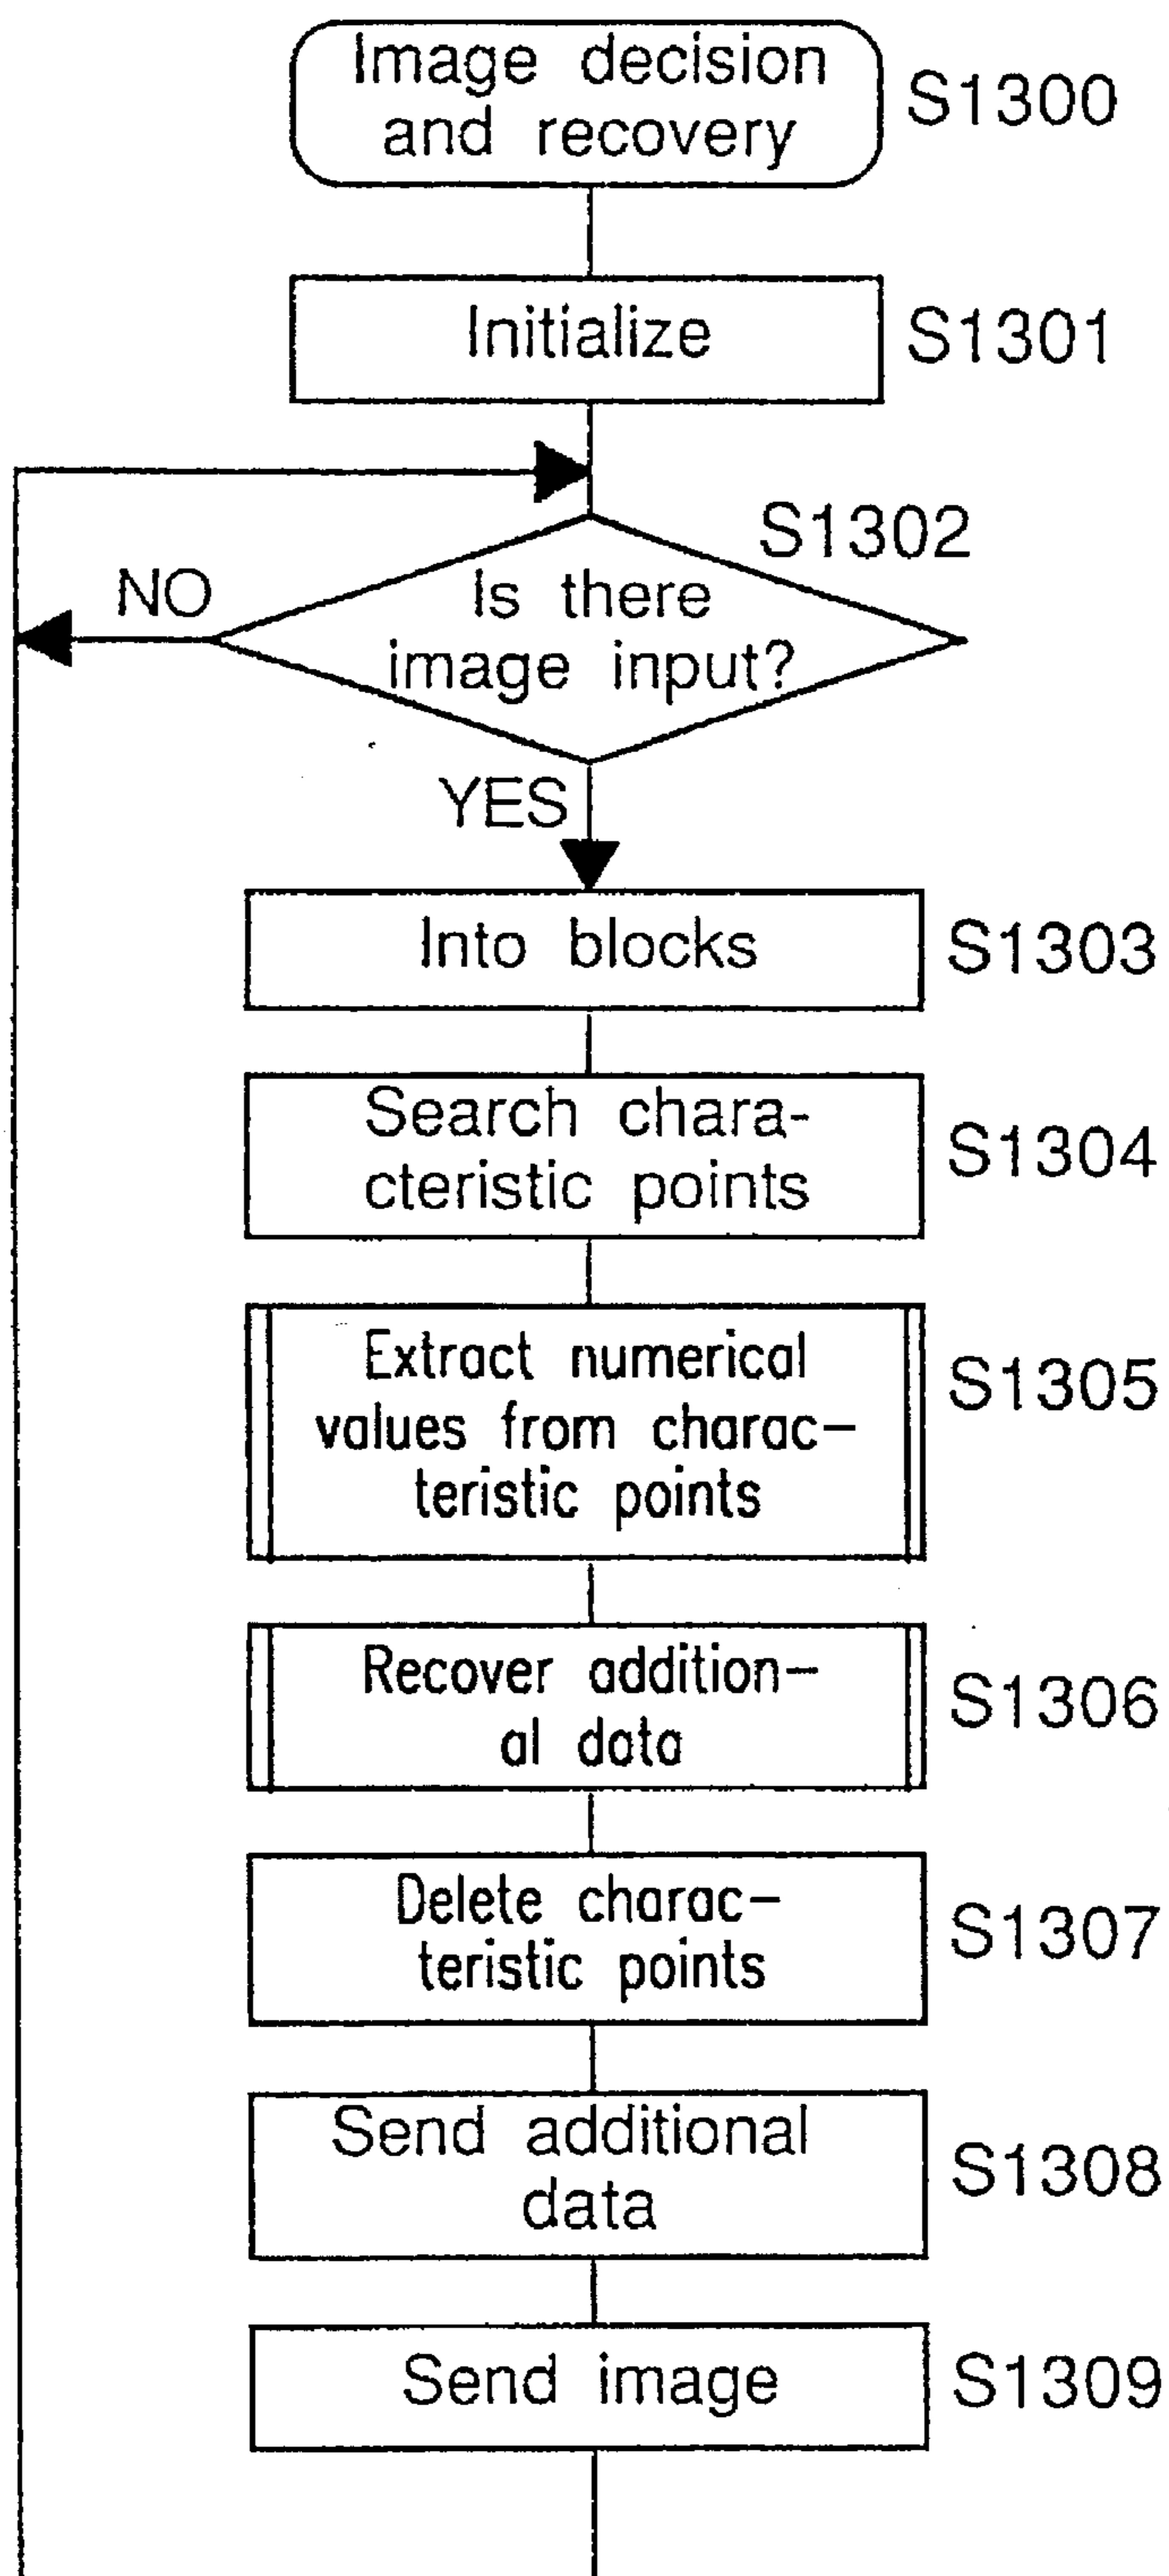 Image decision
and recovery
S1300
Initialize
S1301
S1302
NO
Is there
image input?
YES
Into blocks
S1303
Search chara-
cteristic points
S1304
Extract numerical
values from charac-
teristic points
S1305
Recover addition-
al data
S1306
Delete charac-
teristic points
S1307
Send additional
data
S1308
Send image
S1309